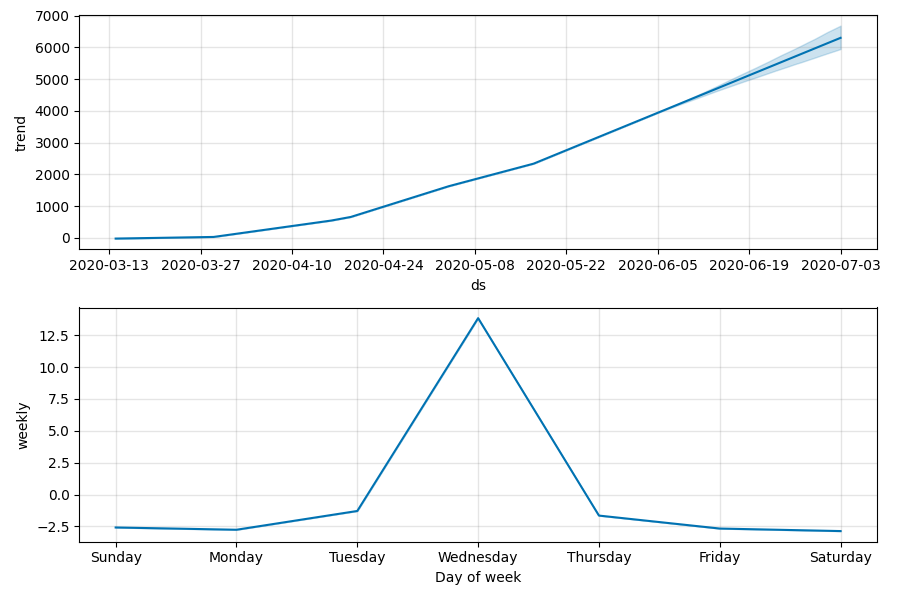 7000
6000
5000
4000
3000
2000
1000
0
trend
2020-03-13 2020-03-27 2020-04-10 2020-04-24 2020-05-08 2020-05-22 2020-06-05 2020-06-19 2020-07-03
ds
12.5
10.0
7.5
5.0
2.5
0.0
−2.5
weekly
Sunday Monday Tuesday Wednesday Thursday Friday Saturday
Day of week